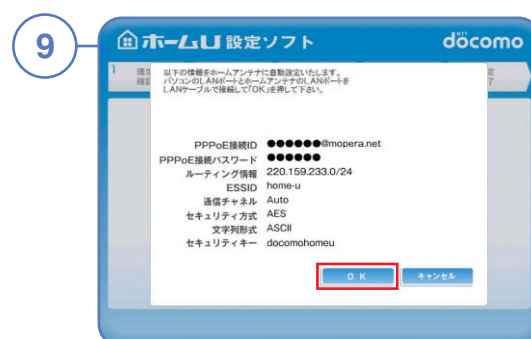 9
ホームU 設定ソフト
NTT
döcomo
1
以下の情報をホームアンテナに自動設定いたします。
パソコンのLANポートとホームアンテナのLANポートを
LANケーブルで接続して「OK」を押して下さい。
PPPoE接続ID ●●●●●●@mopera.net
PPPoE接続パスワード ●●●●●●
ルーティング情報 220.159.233.0/24
ESSID home-u
通信チャネル Auto
セキュリティ方式 AES
文字列形式 ASCII
セキュリティキー docomohomeu
OK
キャンセル